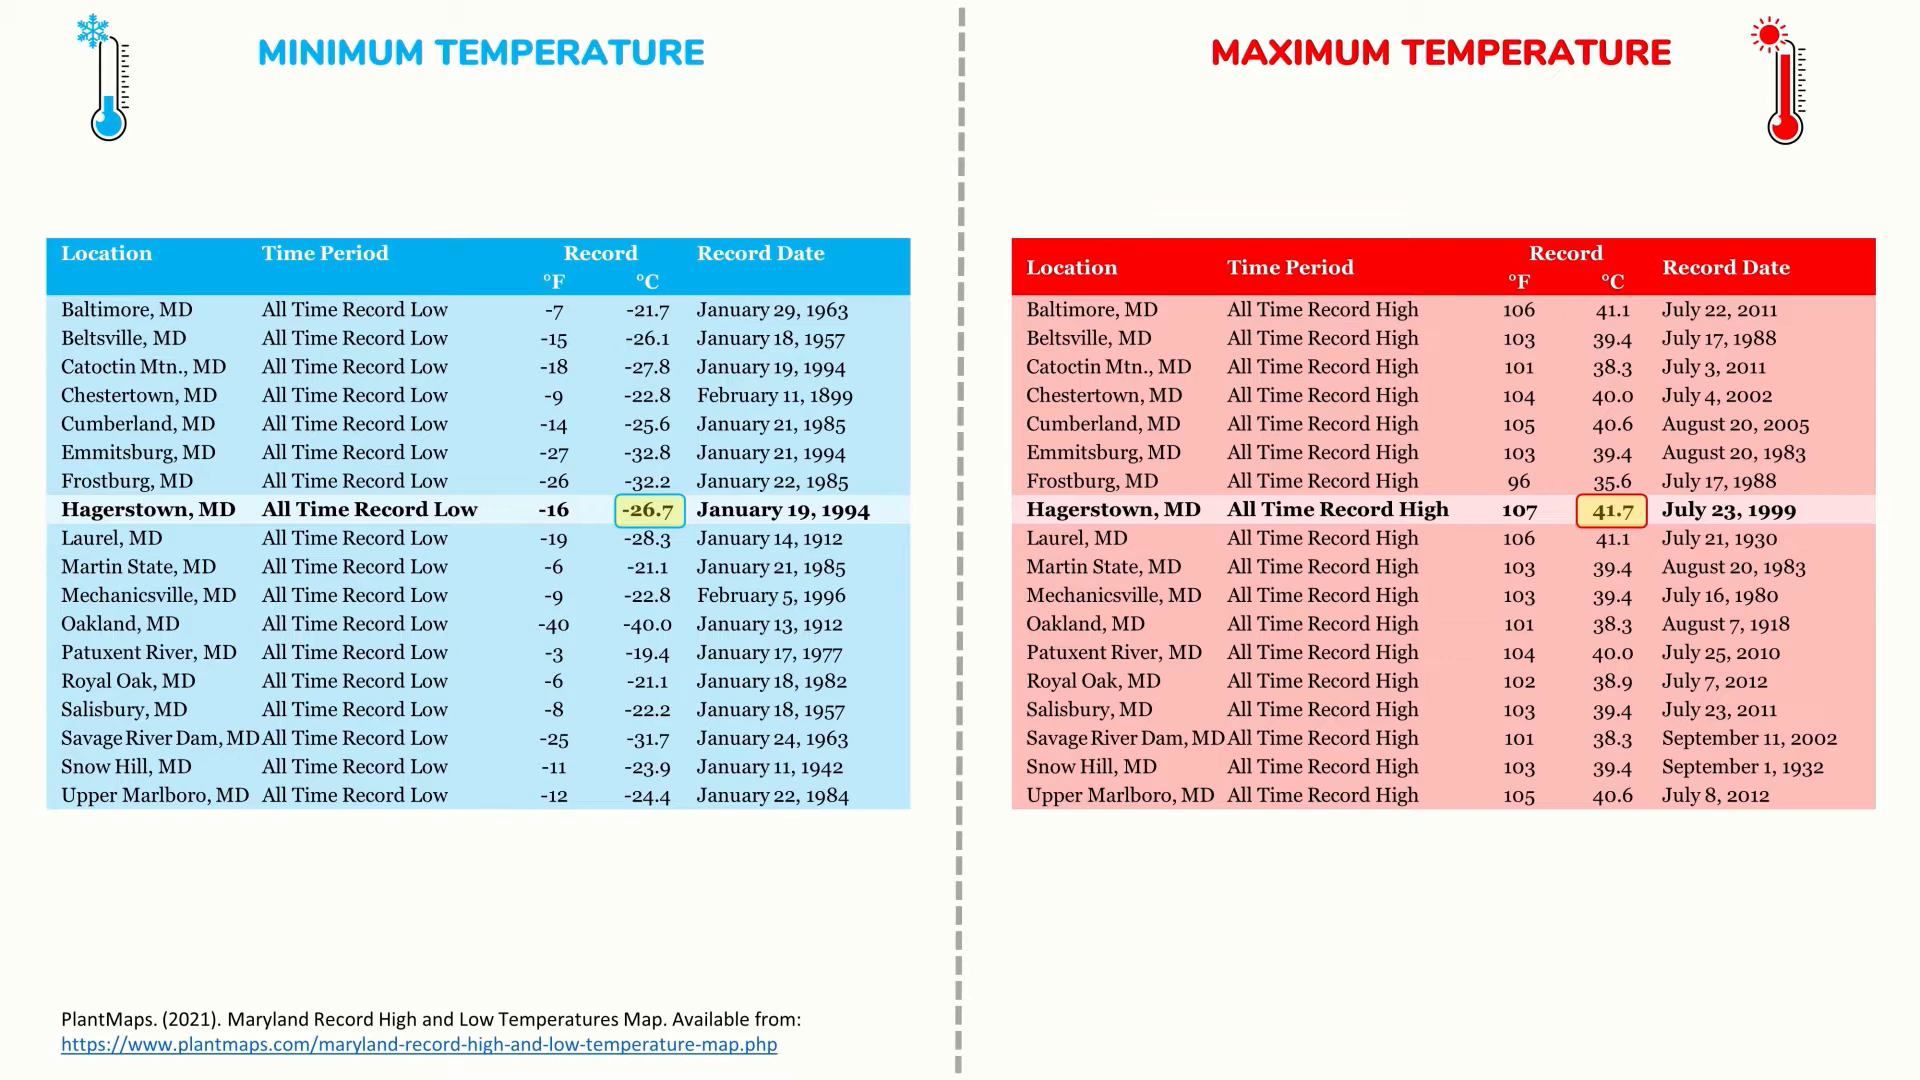 MINIMUM TEMPERATURE
Location Time Period Record Record Date
°F °C
Baltimore, MD All Time Record Low -7 -21.7 January 29, 1963
Beltsville, MD All Time Record Low -15 -26.1 January 18, 1957
Catoctin Mtn., MD All Time Record Low -18 -27.8 January 19, 1994
Chestertown, MD All Time Record Low -9 -22.8 February 11, 1899
Cumberland, MD All Time Record Low -14 -25.6 January 21, 1985
Emmitsburg, MD All Time Record Low -27 -32.8 January 21, 1994
Frostburg, MD All Time Record Low -26 -32.2 January 22, 1985
Hagerstown, MD All Time Record Low -16 -26.7 January 19, 1994
Laurel, MD All Time Record Low -19 -28.3 January 14, 1912
Martin State, MD All Time Record Low -6 -21.1 January 21, 1985
Mechanicsville, MD All Time Record Low -9 -22.8 February 5, 1996
Oakland, MD All Time Record Low -40 -40.0 January 13, 1912
Patuxent River, MD All Time Record Low -3 -19.4 January 17, 1977
Royal Oak, MD All Time Record Low -6 -21.1 January 18, 1982
Salisbury, MD All Time Record Low -8 -22.2 January 18, 1957
Savage River Dam, MD All Time Record Low -25 -31.7 January 24, 1963
Snow Hill, MD All Time Record Low -11 -23.9 January 11, 1942
Upper Marlboro, MD All Time Record Low -12 -24.4 January 22, 1984
PlantMaps. (2021). Maryland Record High and Low Temperatures Map. Available from:
https://www.plantmaps.com/maryland-record-high-and-low-temperature-map.php
MAXIMUM TEMPERATURE
Location Time Period Record Record Date
°F °C
Baltimore, MD All Time Record High 106 41.1 July 22, 2011
Beltsville, MD All Time Record High 103 39.4 July 17, 1988
Catoctin Mtn., MD All Time Record High 101 38.3 July 3, 2011
Chestertown, MD All Time Record High 104 40.0 July 4, 2002
Cumberland, MD All Time Record High 105 40.6 August 20, 2005
Emmitsburg, MD All Time Record High 103 39.4 August 20, 1983
Frostburg, MD All Time Record High 96 35.6 July 17, 1988
Hagerstown, MD All Time Record High 107 41.7 July 23, 1999
Laurel, MD All Time Record High 106 41.1 July 21, 1930
Martin State, MD All Time Record High 103 39.4 August 20, 1983
Mechanicsville, MD All Time Record High 103 39.4 July 16, 1980
Oakland, MD All Time Record High 101 38.3 August 7, 1918
Patuxent River, MD All Time Record High 104 40.0 July 25, 2010
Royal Oak, MD All Time Record High 102 38.9 July 7, 2012
Salisbury, MD All Time Record High 103 39.4 July 23, 2011
Savage River Dam, MD All Time Record High 101 38.3 September 11, 2002
Snow Hill, MD All Time Record High 103 39.4 September 1, 1932
Upper Marlboro, MD All Time Record High 105 40.6 July 8, 2012